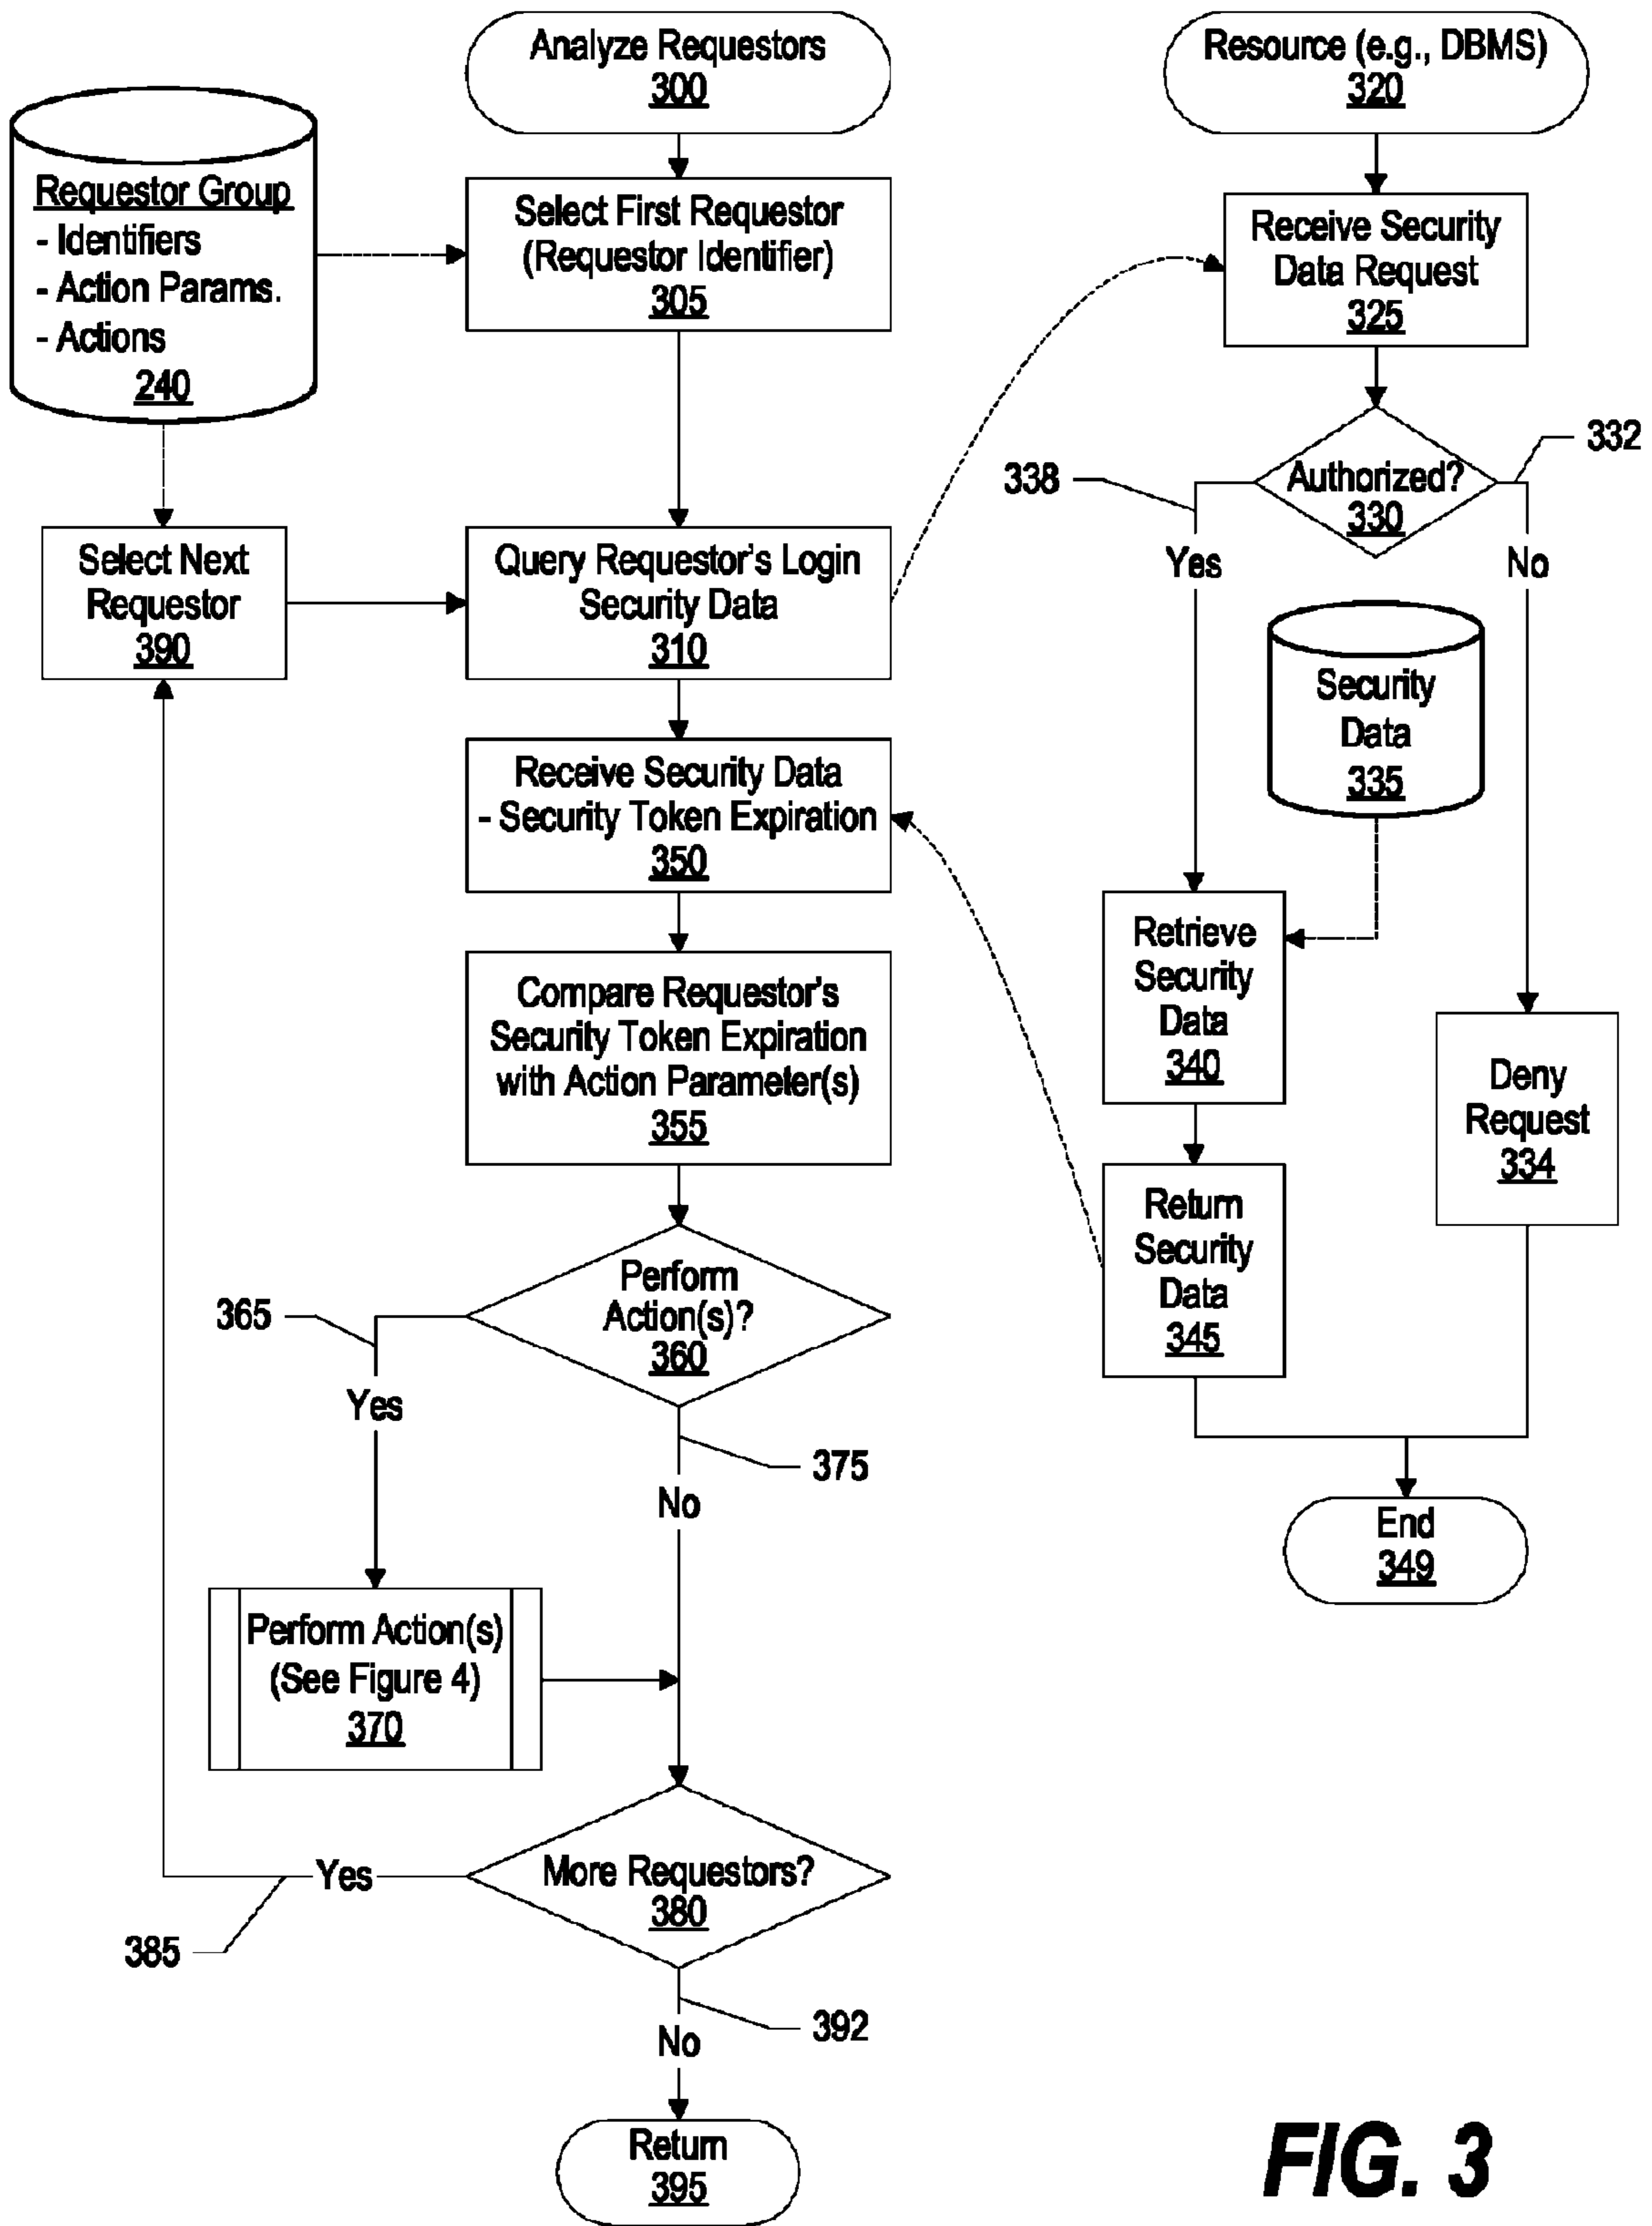 Analyze Requestors
300
Resource (e.g., DBMS)
320
Requestor Group
- Identifiers
- Action Params.
- Actions
240
Select First Requestor
(Requestor Identifier)
305
Receive Security
Data Request
325
Authorized?
330
332
338
Yes
No
Select Next
Requestor
390
Query Requestor's Login
Security Data
310
Security
Data
335
Receive Security Data
- Security Token Expiration
350
Retrieve
Security
Data
340
Compare Requestor's
Security Token Expiration
with Action Parameter(s)
355
Deny
Request
334
Return
Security
Data
345
Perform
Action(s)?
360
365
Yes
375
No
End
349
Perform Action(s)
(See Figure 4)
370
More Requestors?
380
Yes
385
392
No
Return
395
FIG. 3